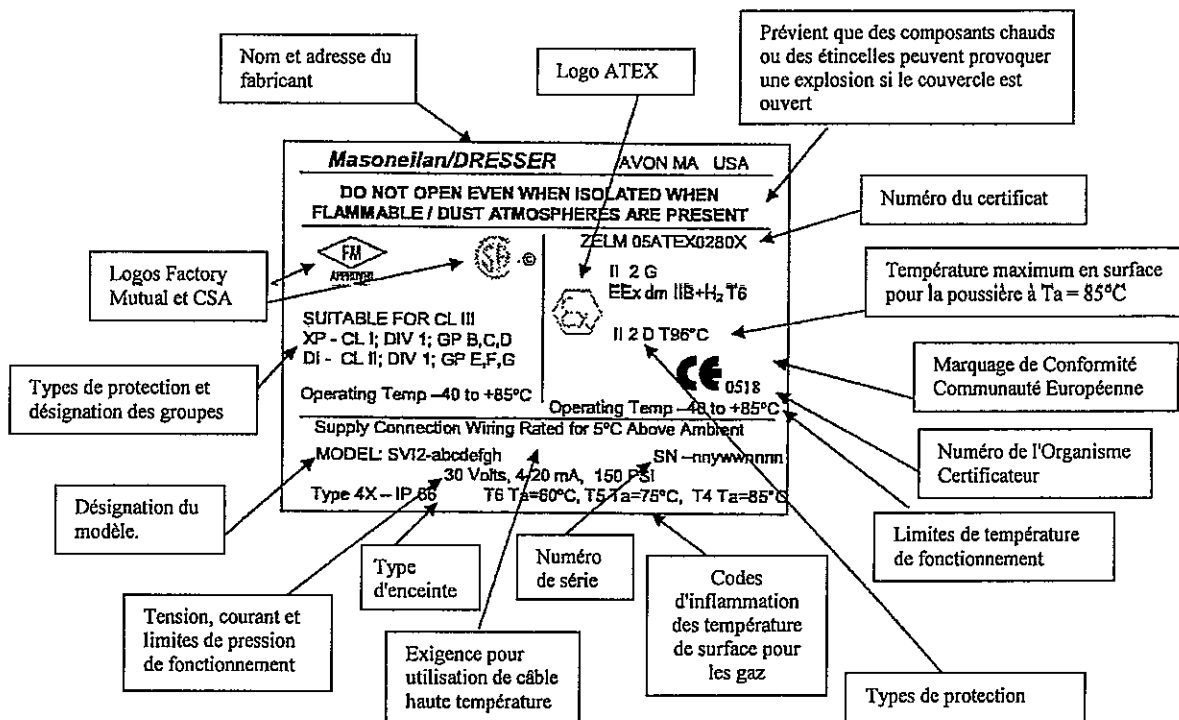 Nom et adresse du
fabricant
Logo ATEX
Prévient que des composants chauds
ou des étincelles peuvent provoquer
une explosion si le couvercle est
ouvert
Masoneilan/DRESSER AVON MA USA
DO NOT OPEN EVEN WHEN ISOLATED WHEN
FLAMMABLE / DUST ATMOSPHERES ARE PRESENT
Numéro du certificat
Logos Factory
Mutual et CSA
FM
APPROVED
©
ZELM 05ATEX0280X
II 2 G
EEx dm IIB+H₂ T6
II 2 D T95°C
Température maximum en surface
pour la poussière à Ta = 85°C
SUITABLE FOR CL III
XP - CL I; DIV 1; GP B,C,D
DI - CL II; DIV 1; GP E,F,G
Operating Temp –40 to +85°C
CE 0518
Operating Temp –40 to +85°C
Types de protection et
désignation des groupes
Marquage de Conformité
Communauté Européenne
Supply Connection Wiring Rated for 5°C Above Ambient
MODEL: SVI2-abcdefgh SN –nnywwnnnn
30 Volts, 4-20 mA, 150 PSI
Type 4X – IP 66 T6 Ta=60°C, T5 Ta=75°C, T4 Ta=85°C
Numéro de l'Organisme
Certificateur
Désignation du
modèle.
Limites de température
de fonctionnement
Type
d'enceinte
Numéro
de série
Codes
d'inflammation
des température
de surface pour
les gaz
Tension, courant et
limites de pression
de fonctionnement
Exigence pour
utilisation de câble
haute température
Types de protection